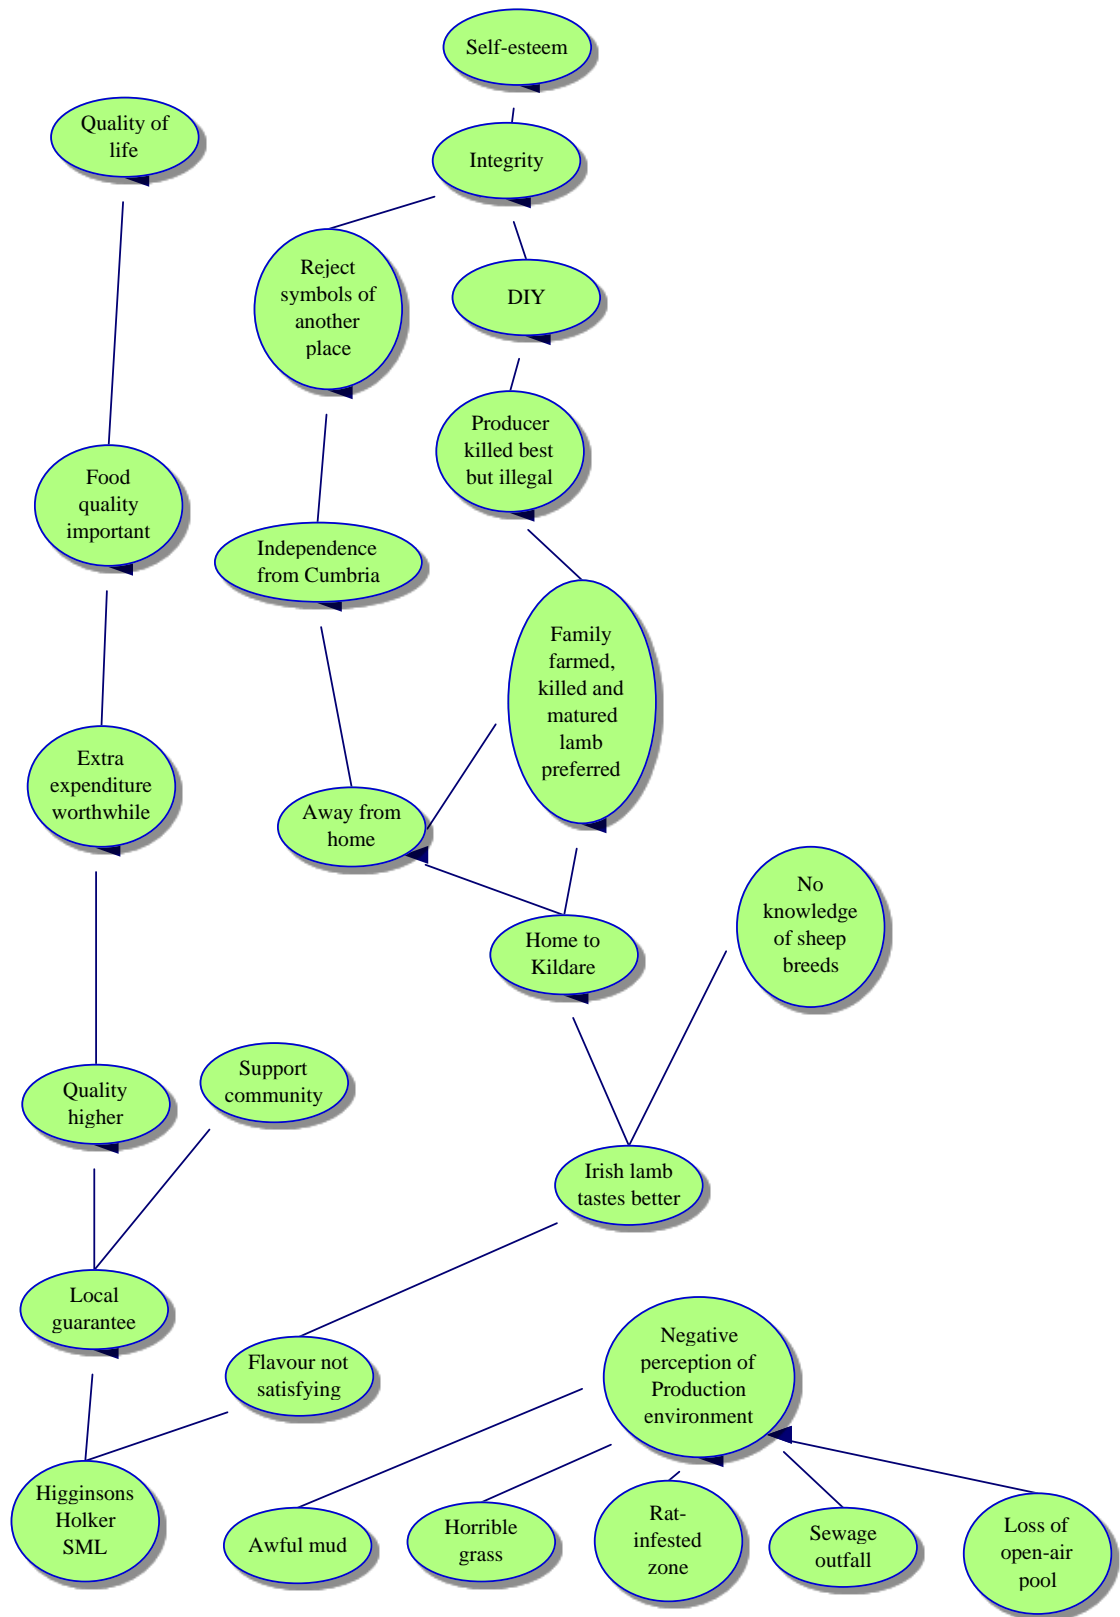 Self-esteem
Quality of
life
Integrity
Reject
symbols of
another
place
DIY
Producer
killed best
but illegal
Food
quality
important
Independence
from Cumbria
Family
farmed,
killed and
matured
lamb
preferred
Extra
expenditure
worthwhile
Away from
home
No
knowledge
of sheep
breeds
Home to
Kildare
Support
community
Quality
higher
Irish lamb
tastes better
Local
guarantee
Flavour not
satisfying
Negative
perception of
Production
environment
Higginsons
Holker
SML
Awful mud
Horrible
grass
Rat-
infested
zone
Sewage
outfall
Loss of
open-air
pool